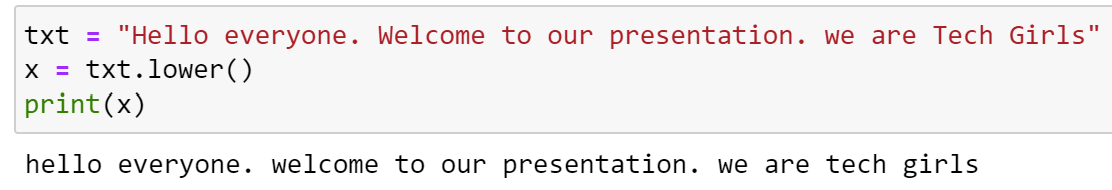 txt = "Hello everyone. Welcome to our presentation. we are Tech Girls"
x = txt.lower()
print(x)
hello everyone. welcome to our presentation. we are tech girls